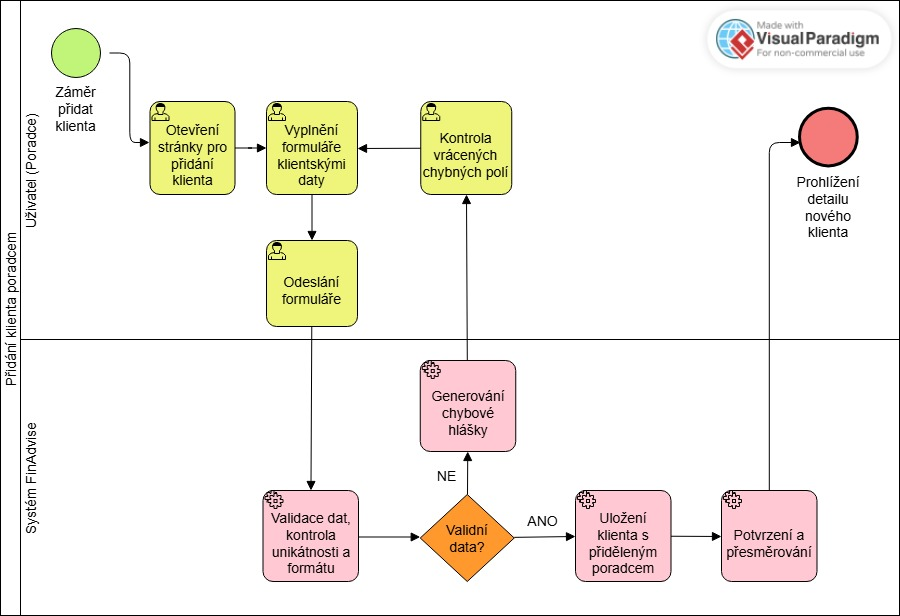 Made with
VisualParadigm
For non-commercial use
Přidání klienta poradcem
Uživatel (Poradce)
Záměr
přidat
klienta
Otevření
stránky pro
přidání
klienta
Vyplnění
formuláře
klientskými
daty
Kontrola
vrácených
chybných polí
Prohlížení
detailu
nového
klienta
Odeslání
formuláře
Systém FinAdvise
Generování
chybové
hlášky
NE
Validace dat,
kontrola
unikátnosti a
formátu
Validní
data?
ANO
Uložení
klienta s
přiděleným
poradcem
Potvrzení a
přesměrování